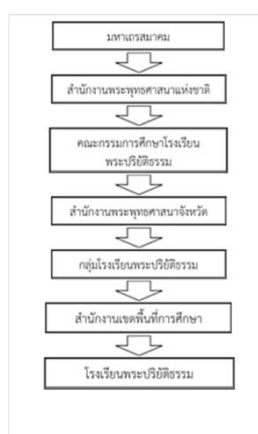 มหาเถรสมาคม
สำนักงานพระพุทธศาสนาแห่งชาติ
คณะกรรมการศึกษาโรงเรียน
พระปริยัติธรรม
สำนักงานพระพุทธศาสนาจังหวัด
กลุ่มโรงเรียนพระปริยัติธรรม
สำนักงานเขตพื้นที่การศึกษา
โรงเรียนพระปริยัติธรรม